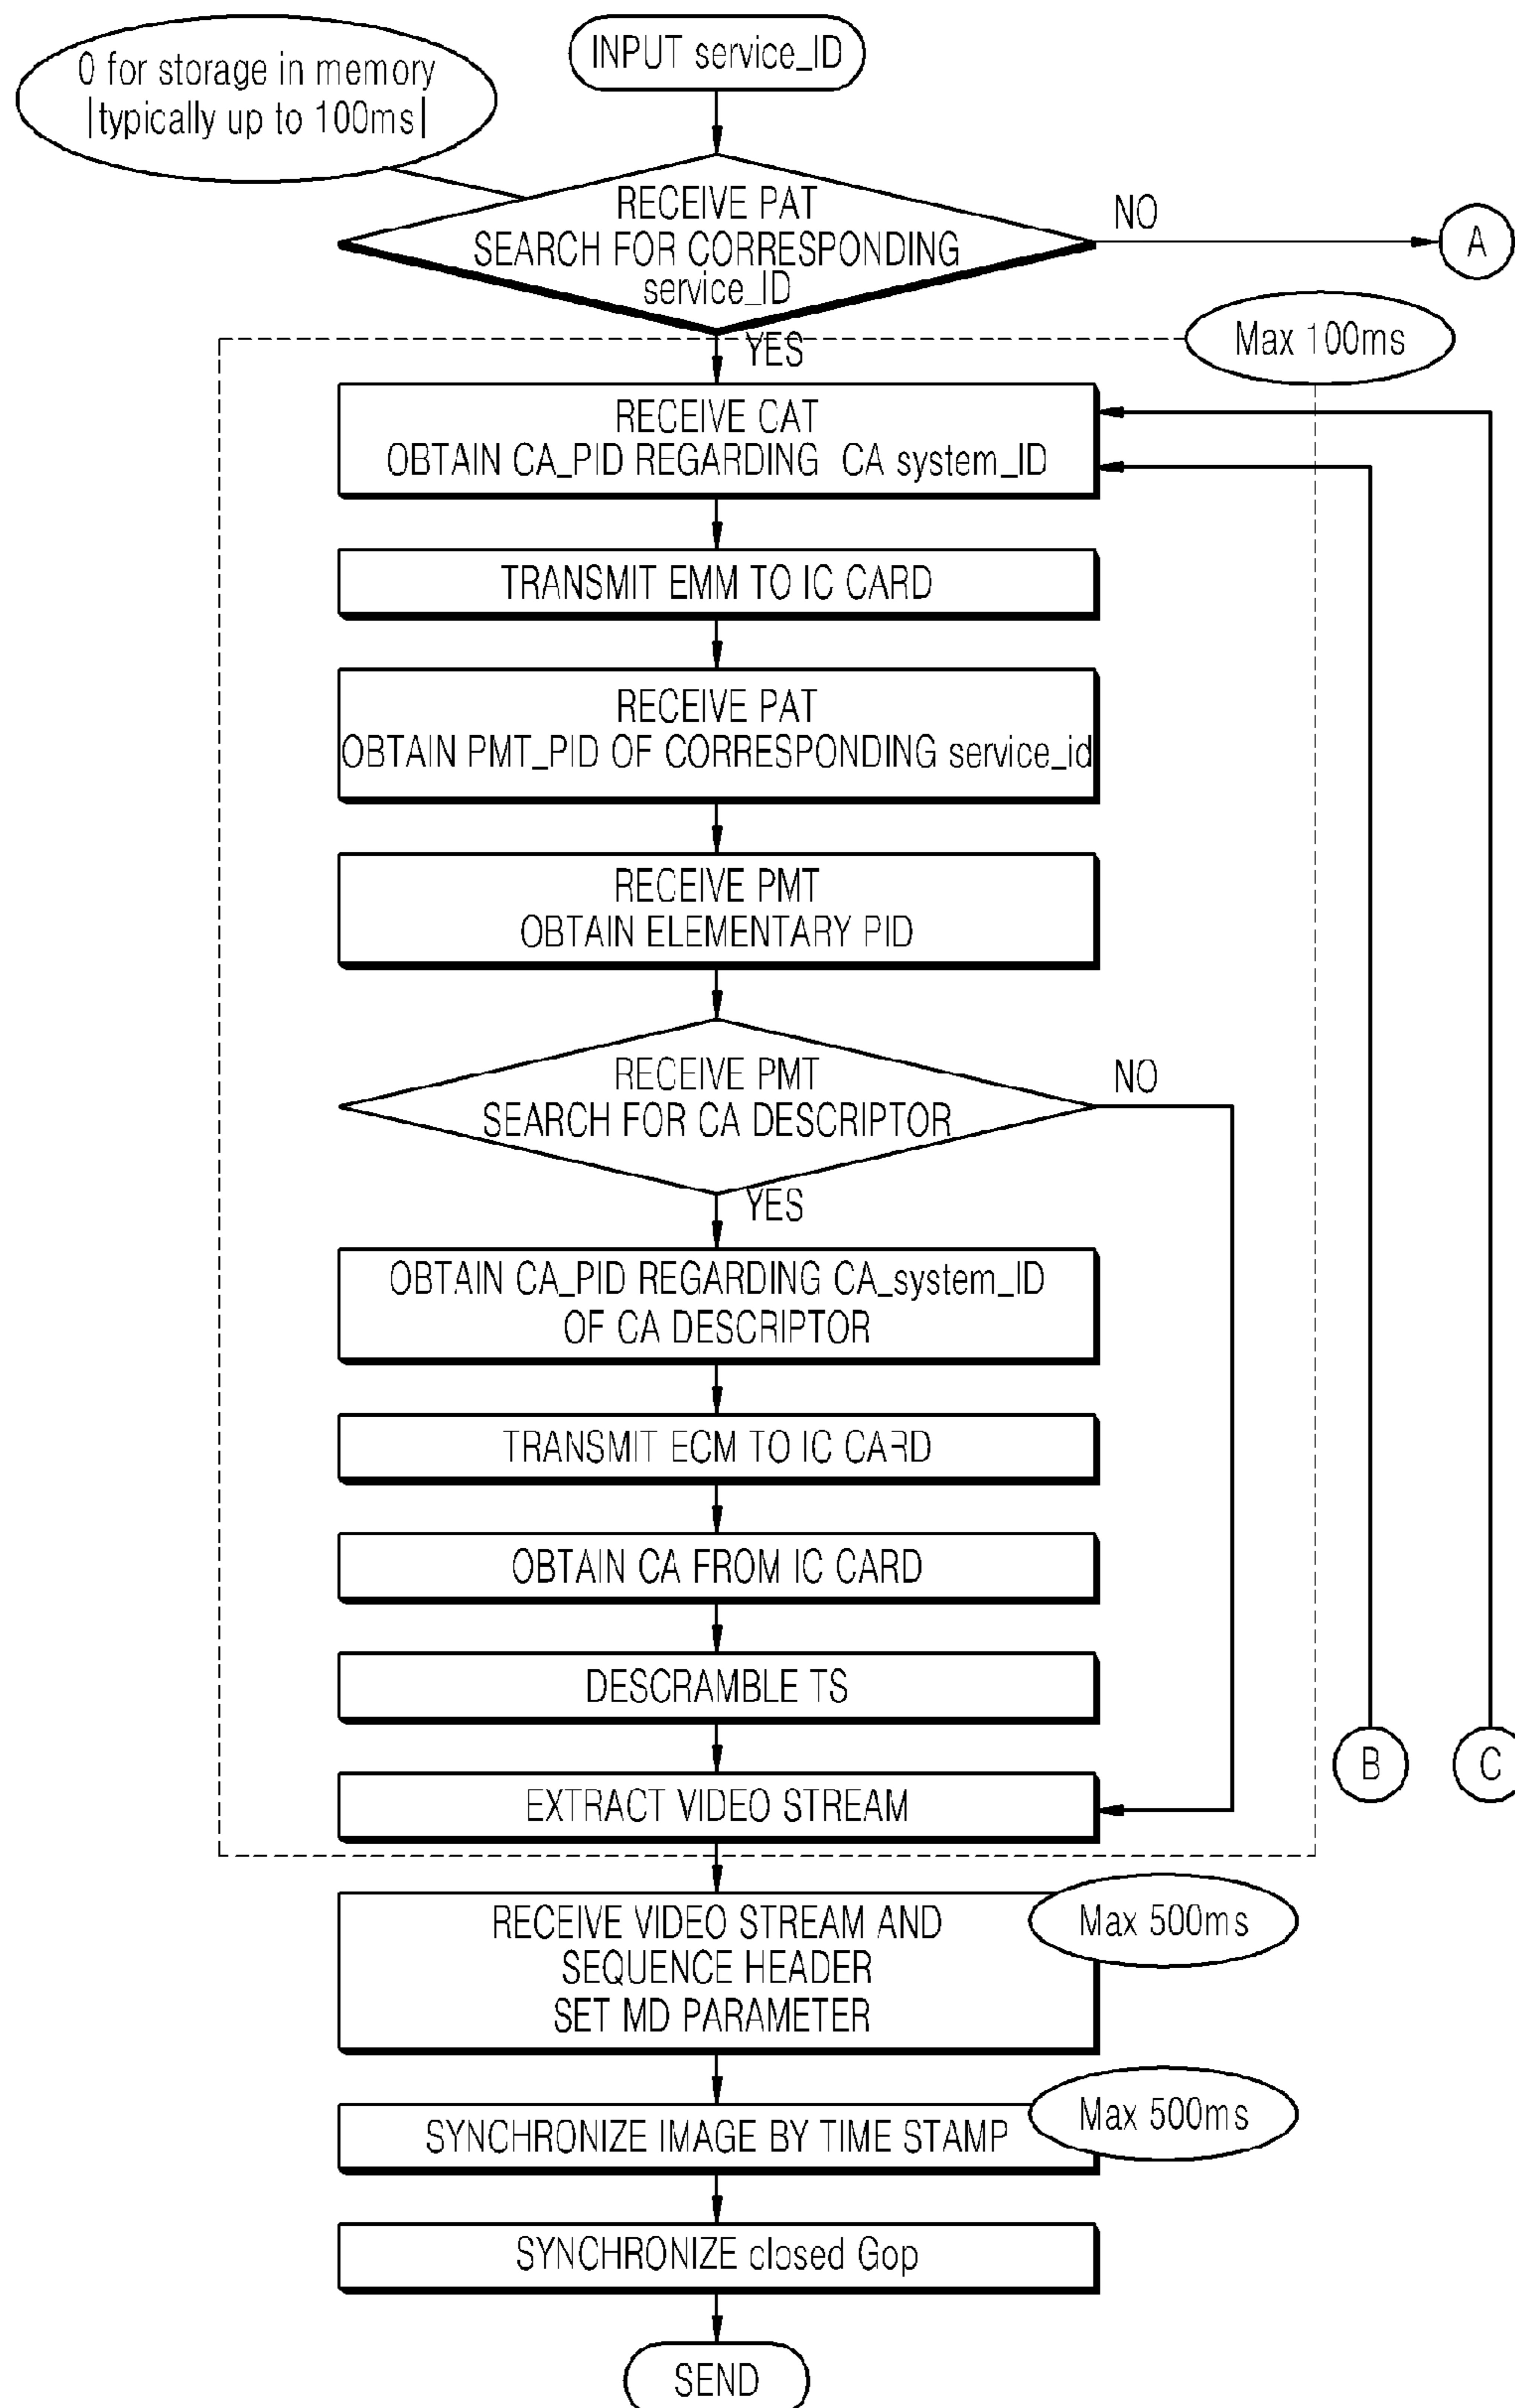 INPUT service_ID
0 for storage in memory
|typically up to 100ms|
RECEIVE PAT
SEARCH FOR CORRESPONDING
service_ID
NO
A
YES
Max 100ms
RECEIVE CAT
OBTAIN CA_PID REGARDING CA system_ID
TRANSMIT EMM TO IC CARD
RECEIVE PAT
OBTAIN PMT_PID OF CORRESPONDING service_id
RECEIVE PMT
OBTAIN ELEMENTARY PID
RECEIVE PMT
SEARCH FOR CA DESCRIPTOR
NO
YES
OBTAIN CA_PID REGARDING CA_system_ID
OF CA DESCRIPTOR
TRANSMIT ECM TO IC CARD
OBTAIN CA FROM IC CARD
DESCRAMBLE TS
B
C
EXTRACT VIDEO STREAM
RECEIVE VIDEO STREAM AND
SEQUENCE HEADER
SET MD PARAMETER
Max 500ms
SYNCHRONIZE IMAGE BY TIME STAMP
Max 500ms
SYNCHRONIZE closed Gop
SEND